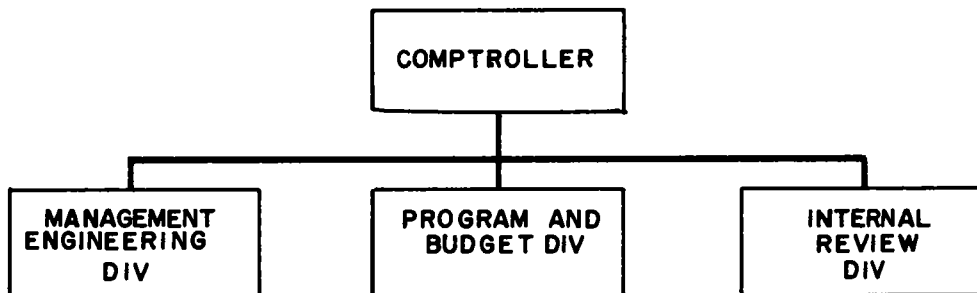 COMPTROLLER
MANAGEMENT
ENGINEERING
DIV
PROGRAM AND
BUDGET DIV
INTERNAL
REVIEW
DIV